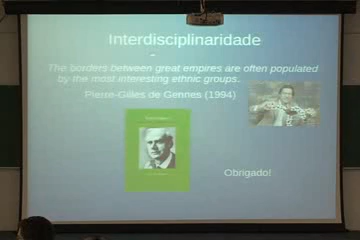 Interdisciplinaridade
-
The borders between great empires are often populated
by the most interesting ethnic groups.
Pierre-Gilles de Gennes (1994)
Obrigado!